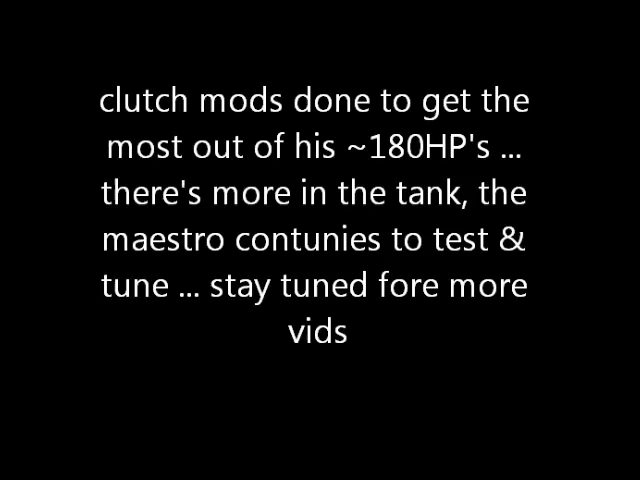 clutch mods done to get the
most out of his ~180HP's ...
there's more in the tank, the
maestro contunies to test &
tune ... stay tuned fore more
vids